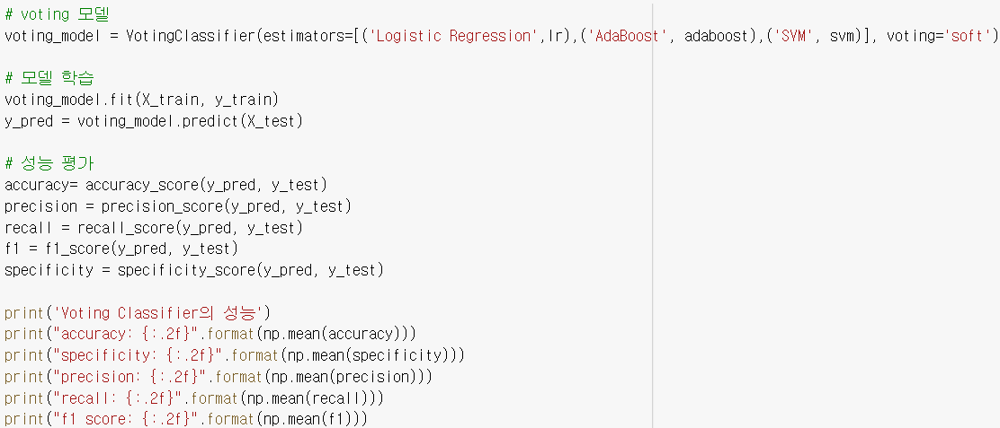 # voting 모델
voting_model = VotingClassifier(estimators=[('Logistic Regression',lr),('AdaBoost', adaboost),('SVM', svm)], voting='soft')
# 모델 학습
voting_model.fit(X_train, y_train)
y_pred = voting_model.predict(X_test)
# 성능 평가
accuracy= accuracy_score(y_pred, y_test)
precision = precision_score(y_pred, y_test)
recall = recall_score(y_pred, y_test)
f1 = f1_score(y_pred, y_test)
specificity = specificity_score(y_pred, y_test)
print('Voting Classifier의 성능')
print("accuracy: {:.2f}".format(np.mean(accuracy)))
print("specificity: {:.2f}".format(np.mean(specificity)))
print("precision: {:.2f}".format(np.mean(precision)))
print("recall: {:.2f}".format(np.mean(recall)))
print("f1 score: {:.2f}".format(np.mean(f1)))